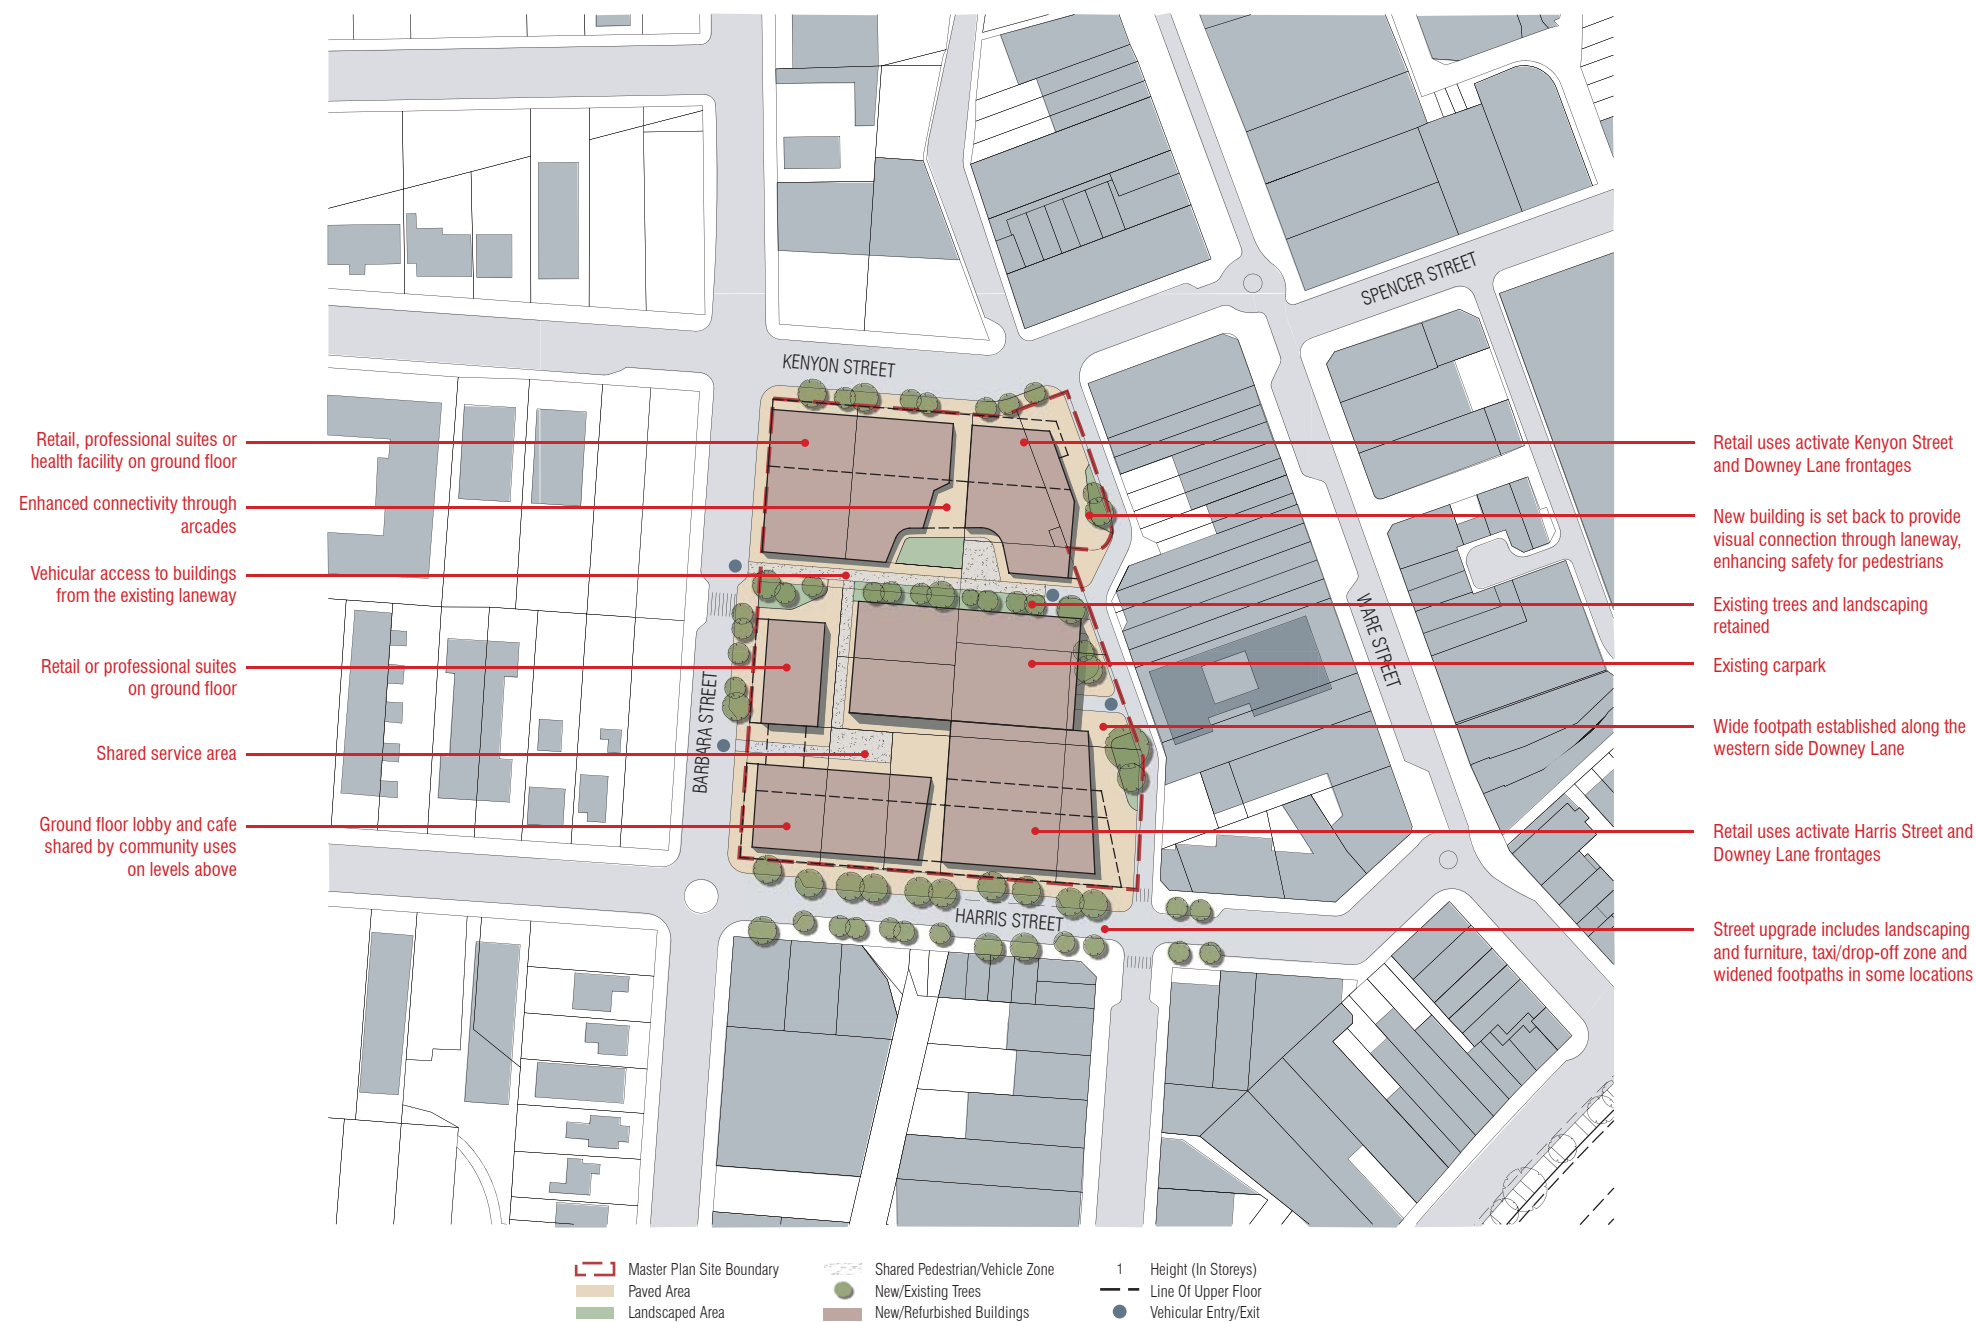 Retail, professional suites or
health facility on ground floor
Enhanced connectivity through
arcades
Vehicular access to buildings
from the existing laneway
Retail or professional suites
on ground floor
Shared service area
Ground floor lobby and cafe
shared by community uses
on levels above
SPENCER STREET
KENYON STREET
WARE STREET
BARBARA STREET
HARRIS STREET
Retail uses activate Kenyon Street
and Downey Lane frontages
New building is set back to provide
visual connection through laneway,
enhancing safety for pedestrians
Existing trees and landscaping
retained
Existing carpark
Wide footpath established along the
western side Downey Lane
Retail uses activate Harris Street and
Downey Lane frontages
Street upgrade includes landscaping
and furniture, taxi/drop-off zone and
widened footpaths in some locations
Master Plan Site Boundary
Paved Area
Landscaped Area
Shared Pedestrian/Vehicle Zone
New/Existing Trees
New/Refurbished Buildings
1 Height (In Storeys)
Line Of Upper Floor
Vehicular Entry/Exit